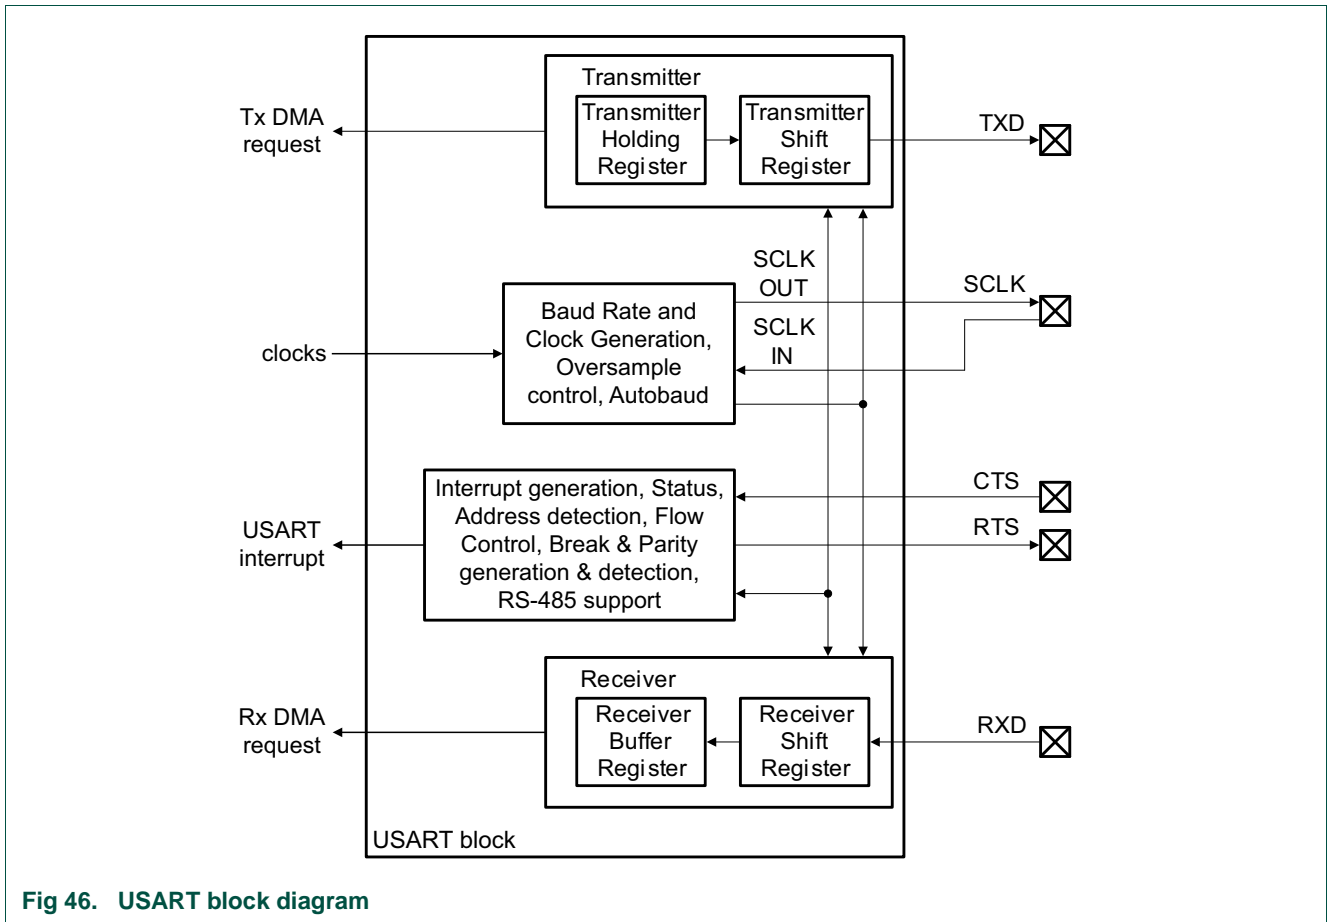 Transmitter
Transmitter
Holding
Register
Transmitter
Shift
Register
Tx DMA
request
TXD
SCLK
OUT
SCLK
SCLK
IN
Baud Rate and
Clock Generation,
Oversample
control, Autobaud
clocks
Interrupt generation, Status,
Address detection, Flow
Control, Break & Parity
generation & detection,
RS-485 support
CTS
RTS
USART
interrupt
Receiver
Receiver
Buffer
Register
Receiver
Shift
Register
Rx DMA
request
RXD
USART block
Fig 46. USART block diagram